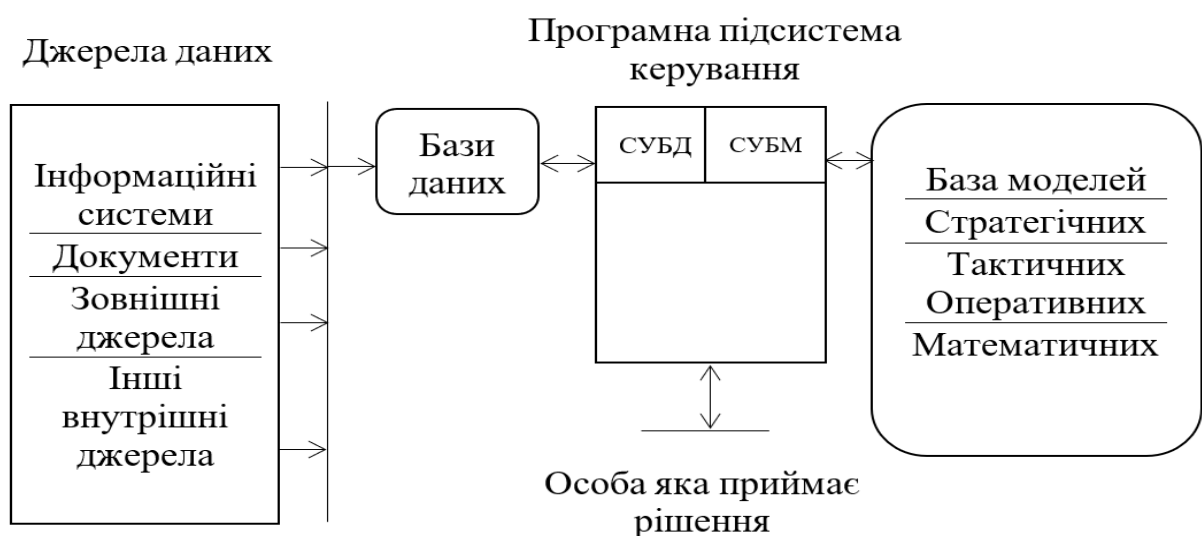 Джерела даних
Програмна підсистема
керування
Інформаційні
системи
Документи
Зовнішні
джерела
Інші
внутрішні
джерела
Бази
даних
СУБД
СУБМ
База моделей
Стратегічних
Тактичних
Оперативних
Математичних
Особа яка приймає
рішення